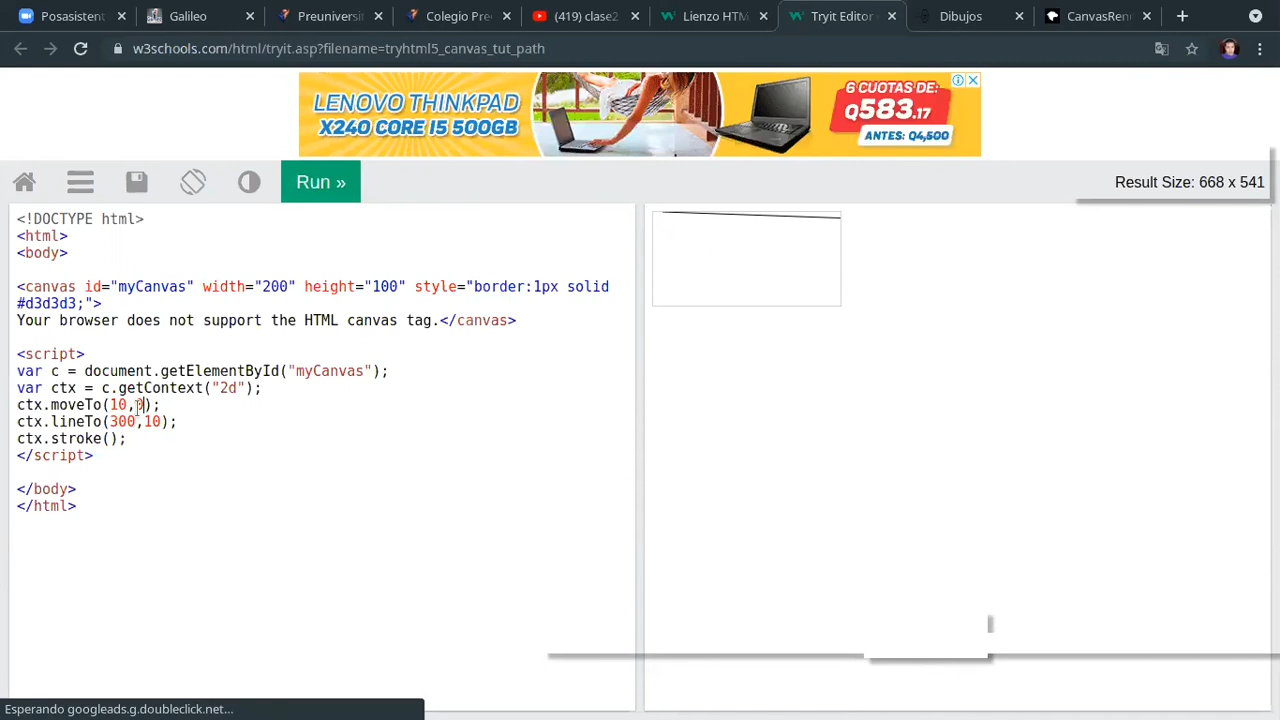 Posasistent
Galileo
Preuniversi
Colegio Pre
(419) clase2
Lienzo HTM
Tryit Editor
Dibujos
CanvasRen
w3schools.com/html/tryit.asp?filename=tryhtml5_canvas_tut_path
LENOVO THINKPAD
X240 CORE I5 500GB
6 CUOTAS DE:
Q583.17
ANTES: Q4,500
Run »
Result Size: 668 x 541
<!DOCTYPE html>
<html>
<body>
<canvas id="myCanvas" width="200" height="100" style="border:1px solid
#d3d3d3;">
Your browser does not support the HTML canvas tag.</canvas>
<script>
var c = document.getElementById("myCanvas");
var ctx = c.getContext("2d");
ctx.moveTo(10,0);
ctx.lineTo(300,10);
ctx.stroke();
</script>
</body>
</html>
Esperando googleads.g.doubleclick.net...